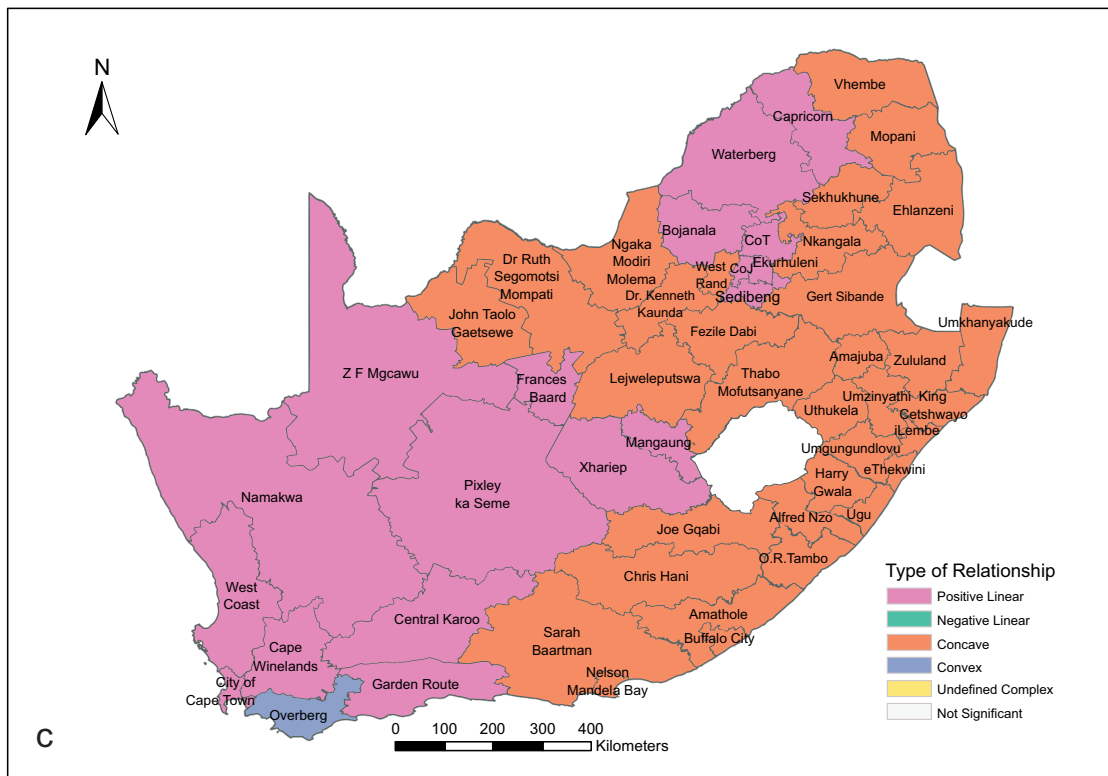 N
Vhembe
Capricorn
Mopani
Waterberg
Sekhukhune
Ehlanzeni
Bojanala
CoT
Nkangala
Ngaka
Modiri
Molema
Dr Ruth
Segomotsi
Mompati
West
Rand
CoJ
Ekurhuleni
Dr. Kenneth
Kaunda
Sedibeng
Gert Sibande
John Taolo
Gaetsewe
Fezile Dabi
Umkhanyakude
Z F Mgcawu
Frances
Baard
Lejweleputswa
Thabo
Mofutsanyane
Amajuba
Zululand
Umzinyathi
King
Cetshwayo
Uthukela
iLembe
Mangaung
Xhariep
Umgungundlovu
eThekwini
Harry
Gwala
Namakwa
Pixley
ka Seme
Ugu
Alfred Nzo
Joe Gqabi
O.R.Tambo
Chris Hani
West
Coast
Central Karoo
Amathole
Buffalo City
Sarah
Baartman
Cape
Winelands
Nelson
Mandela Bay
City of
Cape Town
Garden Route
Overberg
Type of Relationship
Positive Linear
Negative Linear
Concave
Convex
Undefined Complex
Not Significant
0 100 200 300 400
Kilometers
C